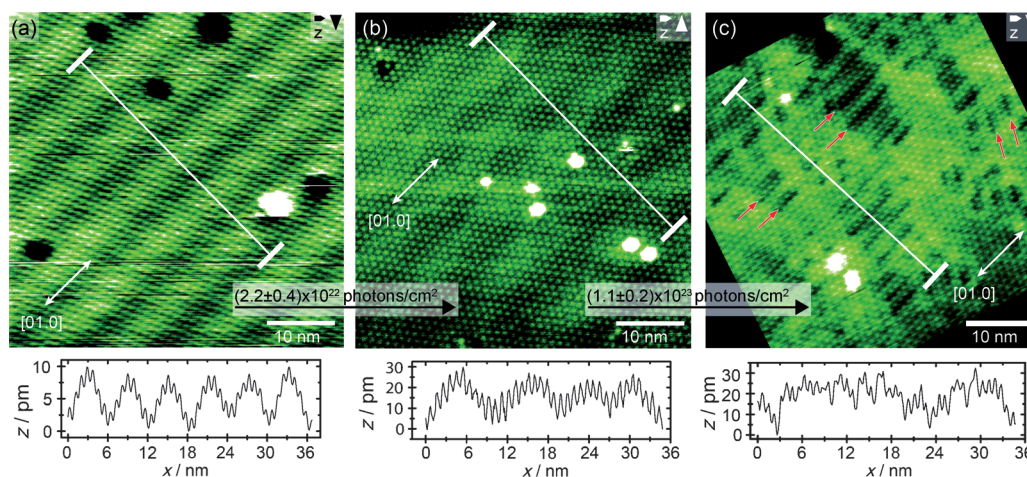 (a)
z
[01.0]
10 nm
(2.2±0.4)x10²² photons/cm²
(b)
z
[01.0]
10 nm
(1.1±0.2)x10²³ photons/cm²
(c)
z
[01.0]
10 nm
z / pm
10
5
0
0 6 12 18 24 30 36
x / nm
z / pm
30
20
10
0
0 6 12 18 24 30 36
x / nm
z / pm
30
20
10
0
0 6 12 18 24 30 36
x / nm